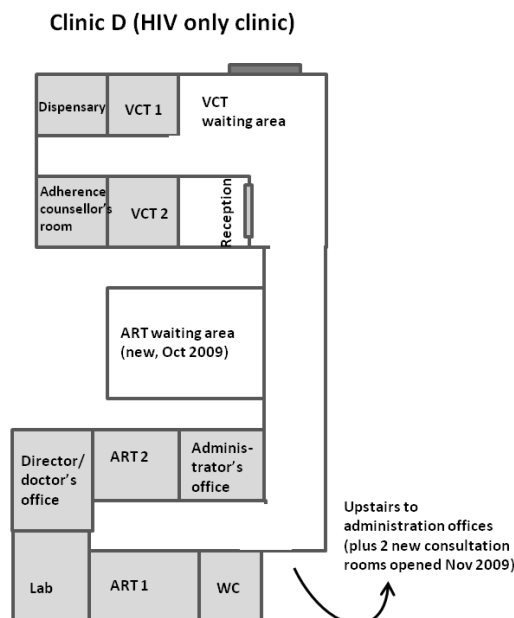 Clinic D (HIV only clinic)
Dispensary
VCT 1
VCT
waiting area
Adherence
counsellor's
room
VCT 2
Reception
ART waiting area
(new, Oct 2009)
Director/
doctor's
office
ART 2
Adminis-
trator's
office
Upstairs to
administration offices
(plus 2 new consultation
rooms opened Nov 2009)
Lab
ART 1
WC